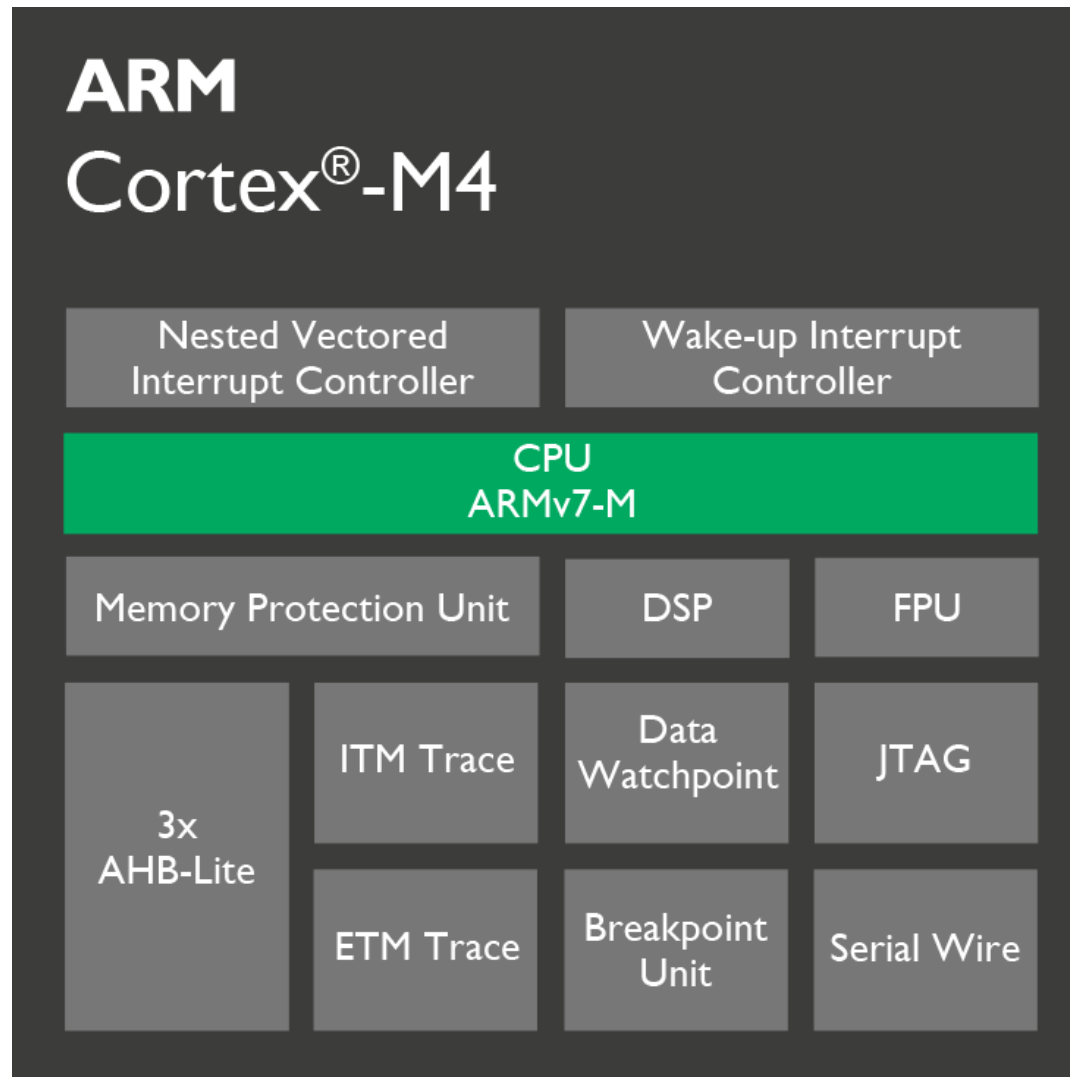 ARM
Cortex®-M4
Nested Vectored
Interrupt Controller
Wake-up Interrupt
Controller
CPU
ARMv7-M
Memory Protection Unit
DSP
FPU
3x
AHB-Lite
ITM Trace
Data
Watchpoint
JTAG
ETM Trace
Breakpoint
Unit
Serial Wire